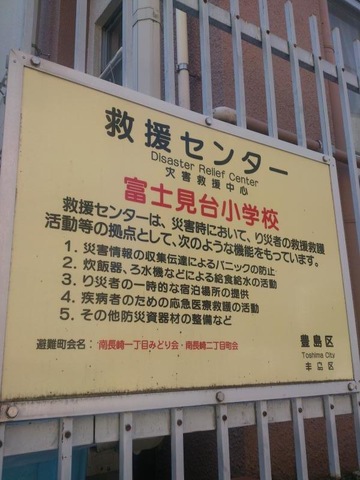 救援センター
Disaster Relief Center
灾害救援中心
富士見台小学校
救援センターは、災害時において、り災者の救援救護
活動等の拠点として、次のような機能をもっています。
1. 災害情報の収集伝達によるパニックの防止
2. 炊飯器、ろ水機などによる給食給水の活動
3. り災者の一時的な宿泊場所の提供
4. 疾病者のための応急医療救護の活動
5. その他防災資器材の整備など
避難町会名：南長崎一丁目みどり会・南長崎二丁目町会
豊島区
Toshima City
丰岛区